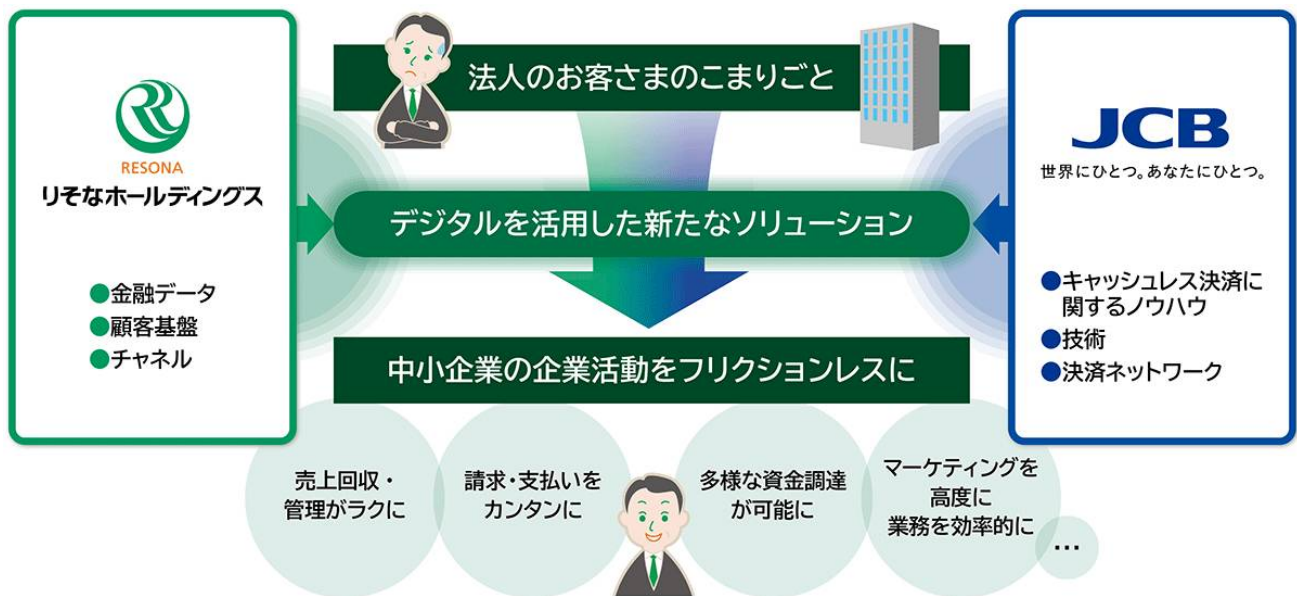 RESONA
りそなホールディングス
●金融データ
●顧客基盤
●チャネル
法人のお客さまのこまりごと
デジタルを活用した新たなソリューション
中小企業の企業活動をフリクションレスに
JCB
世界にひとつ。あなたにひとつ。
●キャッシュレス決済に
関するノウハウ
●技術
●決済ネットワーク
売上回収・
管理がラクに
請求・支払いを
カンタンに
多様な資金調達
が可能に
マーケティングを
高度に
業務を効率的に
…